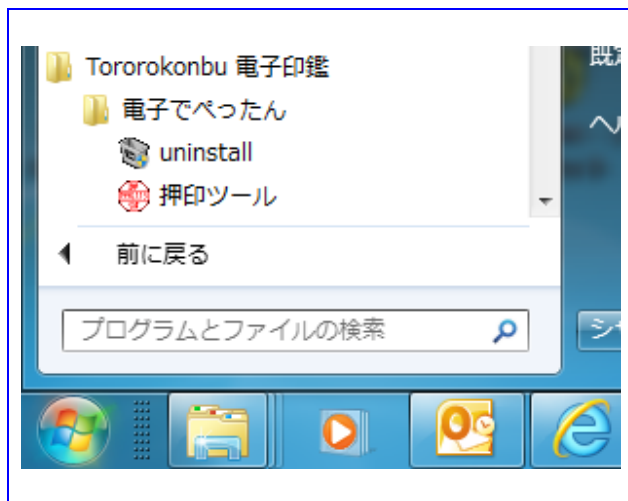 Tororokonbu 電子印鑑
電子でぺったん
uninstall
押印ツール
前に戻る
プログラムとファイルの検索